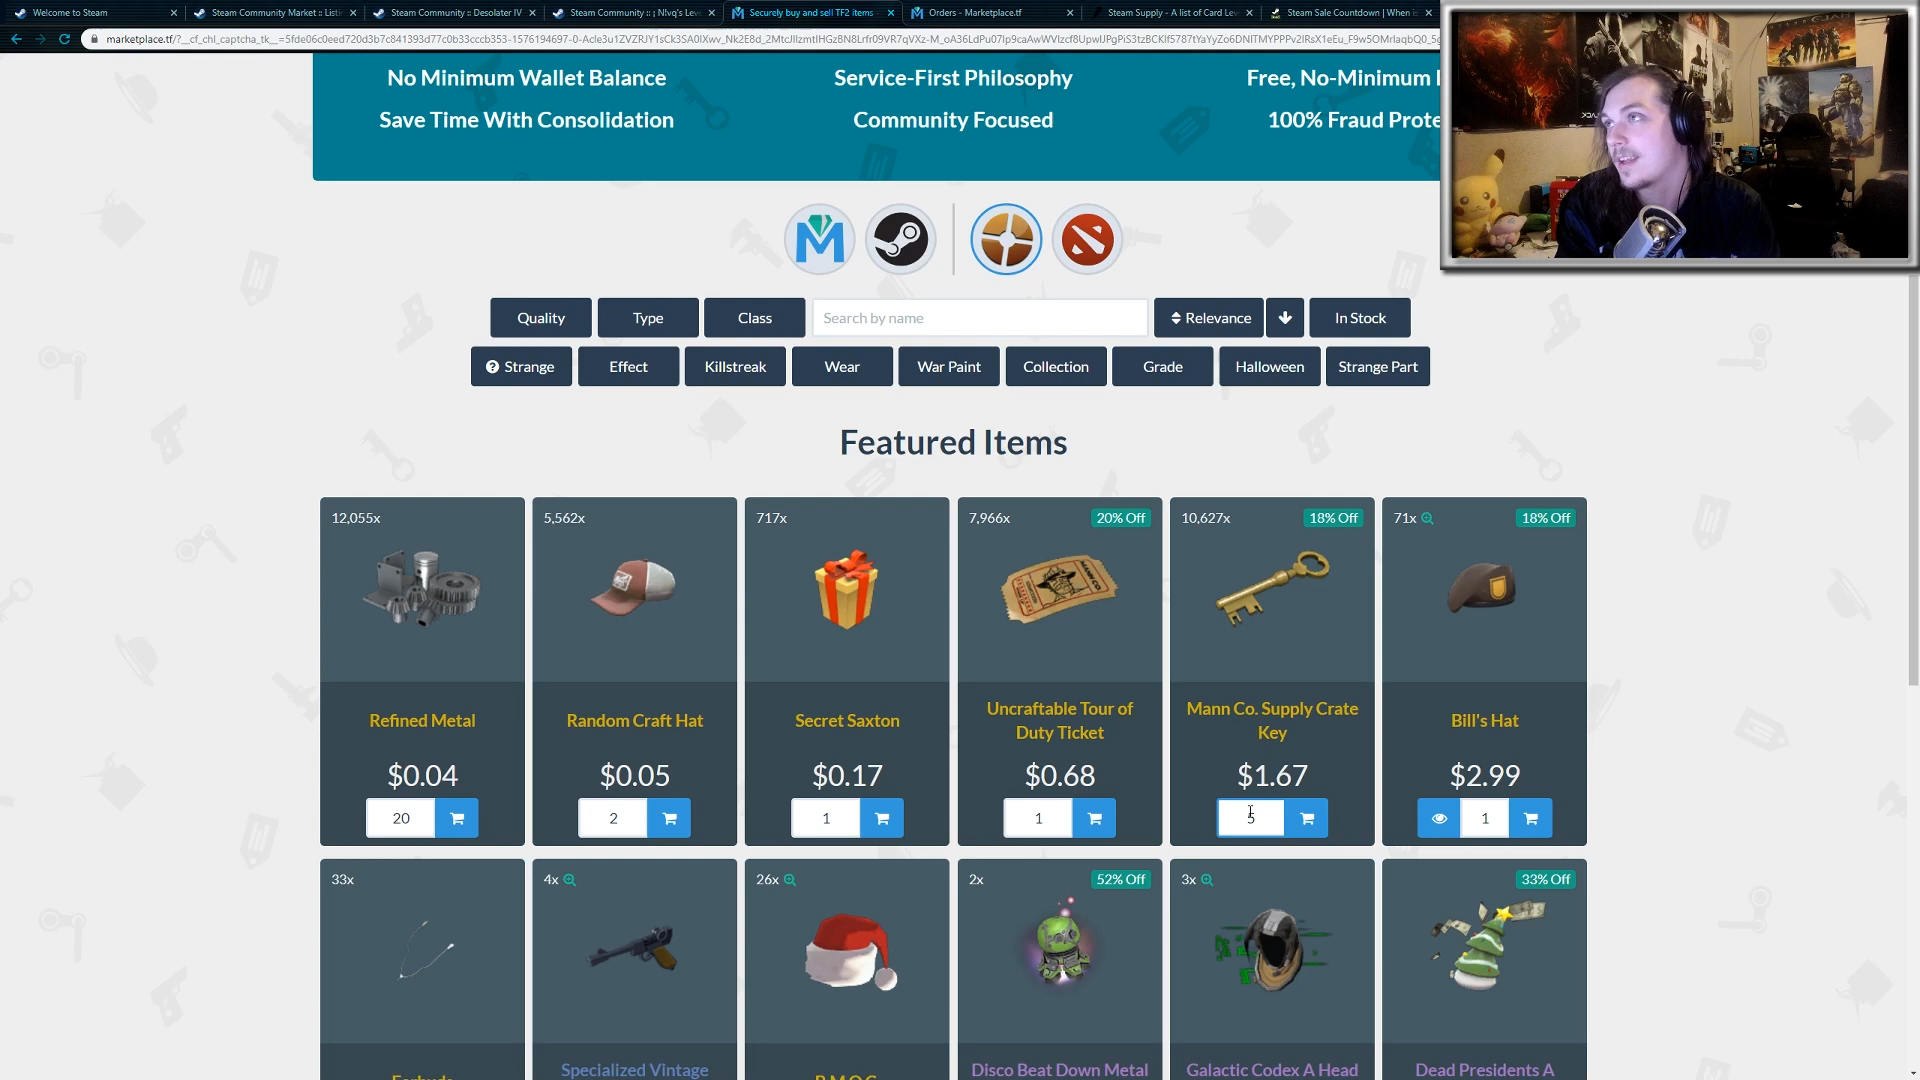 Welcome to Steam
Steam Community Market :: Listi
Steam Community :: Desolater IV
Steam Community :: ¡ N!vq's Leve
Securely buy and sell TF2 items
Orders - Marketplace.tf
Steam Supply - A list of Card Lev
Steam Sale Countdown | When is
No Minimum Wallet Balance
Service-First Philosophy
Free, No-Minimum
Save Time With Consolidation
Community Focused
100% Fraud Prote
Quality
Type
Class
Search by name
Relevance
In Stock
Strange
Effect
Killstreak
Wear
War Paint
Collection
Grade
Halloween
Strange Part
Featured Items
12,055x
5,562x
717x
7,966x
20% Off
10,627x
18% Off
71x
18% Off
Refined Metal
Random Craft Hat
Secret Saxton
Uncraftable Tour of
Duty Ticket
Mann Co. Supply Crate
Key
Bill's Hat
$0.04
$0.05
$0.17
$0.68
$1.67
$2.99
20
2
1
1
5
1
33x
4x
26x
2x
52% Off
3x
33% Off
Earbuds
Specialized Vintage
B.M.O.C.
Disco Beat Down Metal
Galactic Codex A Head
Dead Presidents A